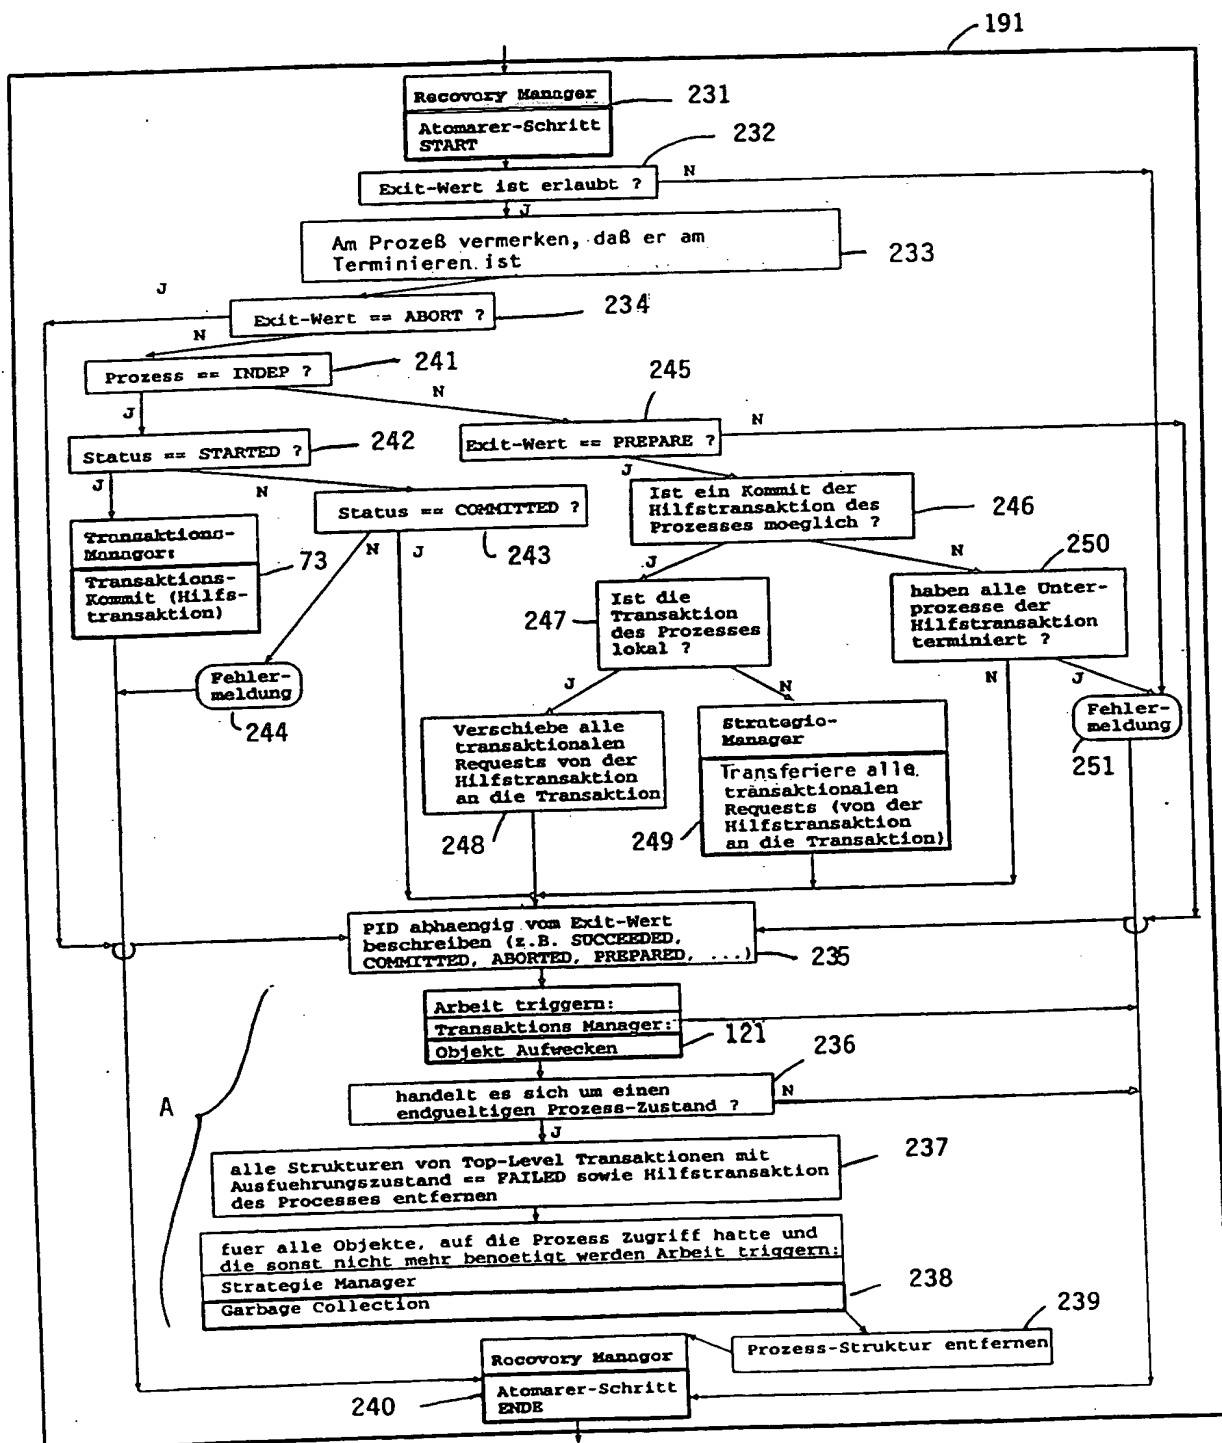 191
Recovory Manager
231
Atomarer-Schritt
START
232
Exit-Wert ist erlaubt ?
N
J
Am Prozeß vermerken, daß er am
Terminieren ist
233
J
Exit-Wert == ABORT ?
234
N
Prozess == INDEP ?
241
N
245
J
Status == STARTED ?
242
Exit-Wert == PREPARE ?
N
J
N
J
Status == COMMITTED ?
243
Ist ein Kommit der
Hilfstransaktion des
Prozesses moeglich ?
246
Transaktions-
Managor:
73
Transaktions-
Kommit (Hilfs-
transaktion)
N
J
J
N
250
247
Ist die
Transaktion
des Prozesses
lokal ?
haben alle Unter-
prozesse der
Hilfstransaktion
terminiert ?
Fehler-
meldung
244
J
N
N
J
Fehler-
meldung
251
Verschiebe alle
transaktionalen
Requests von der
Hilfstransaktion
an die Transaktion
248
Strategio-
Manager
Transferiere alle
transaktionalen
Requests (von der
Hilfstransaktion
an die Transaktion)
249
PID abhaengig vom Exit-Wert
beschreiben (z.B. SUCCEEDED,
COMMITTED, ABORTED, PREPARED, ...)
235
Arbeit triggern:
Transaktions Manager:
Objekt Aufwecken
121
236
A
handelt es sich um einen
endgueltigen Prozess-Zustand ?
N
J
237
alle Strukturen von Top-Level Transaktionen mit
Ausfuehrungszustand == FAILED sowie Hilfstransaktion
des Processes entfernen
fuer alle Objekte, auf die Prozess Zugriff hatte und
die sonst nicht mehr benoetigt werden Arbeit triggern:
Strategie Manager
Garbage Collection
238
239
Prozess-Struktur entfernen
Rocovory Managor
Atomarer-Schritt
ENDE
240